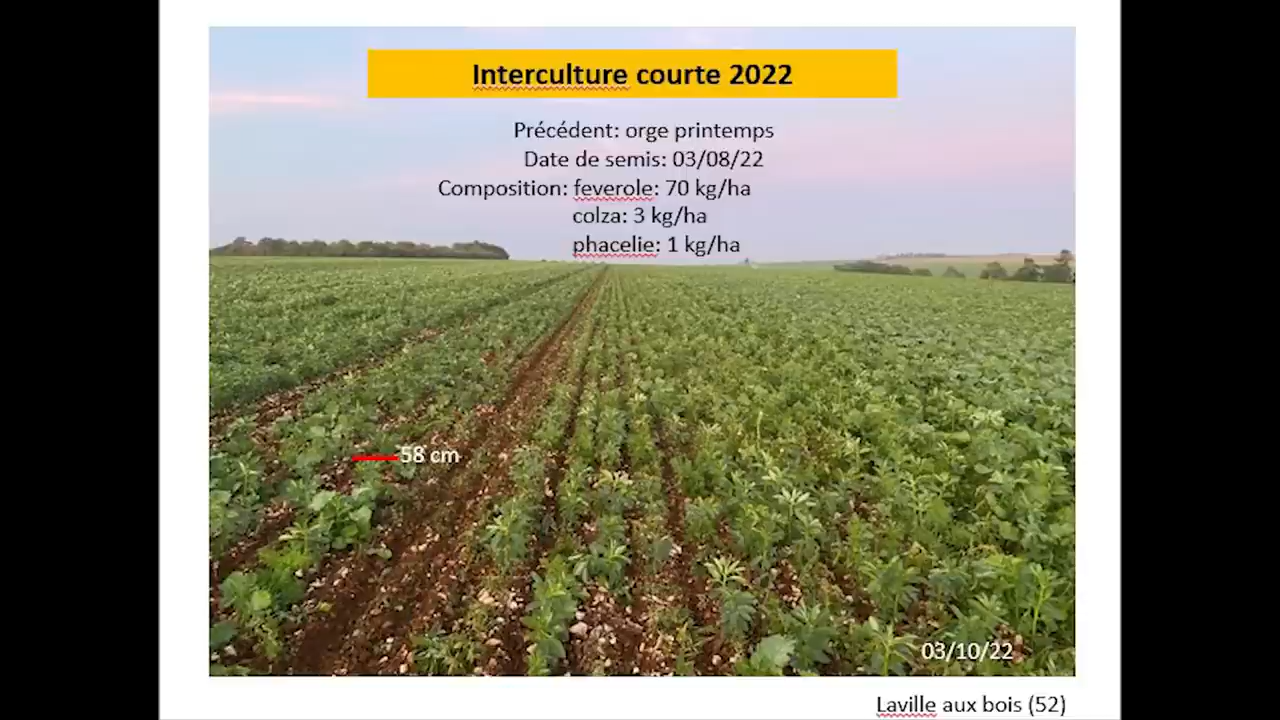 Interculture courte 2022
Précédent: orge printemps
Date de semis: 03/08/22
Composition: feverole: 70 kg/ha
colza: 3 kg/ha
phacelie: 1 kg/ha
58 cm
03/10/22
Laville aux bois (52)